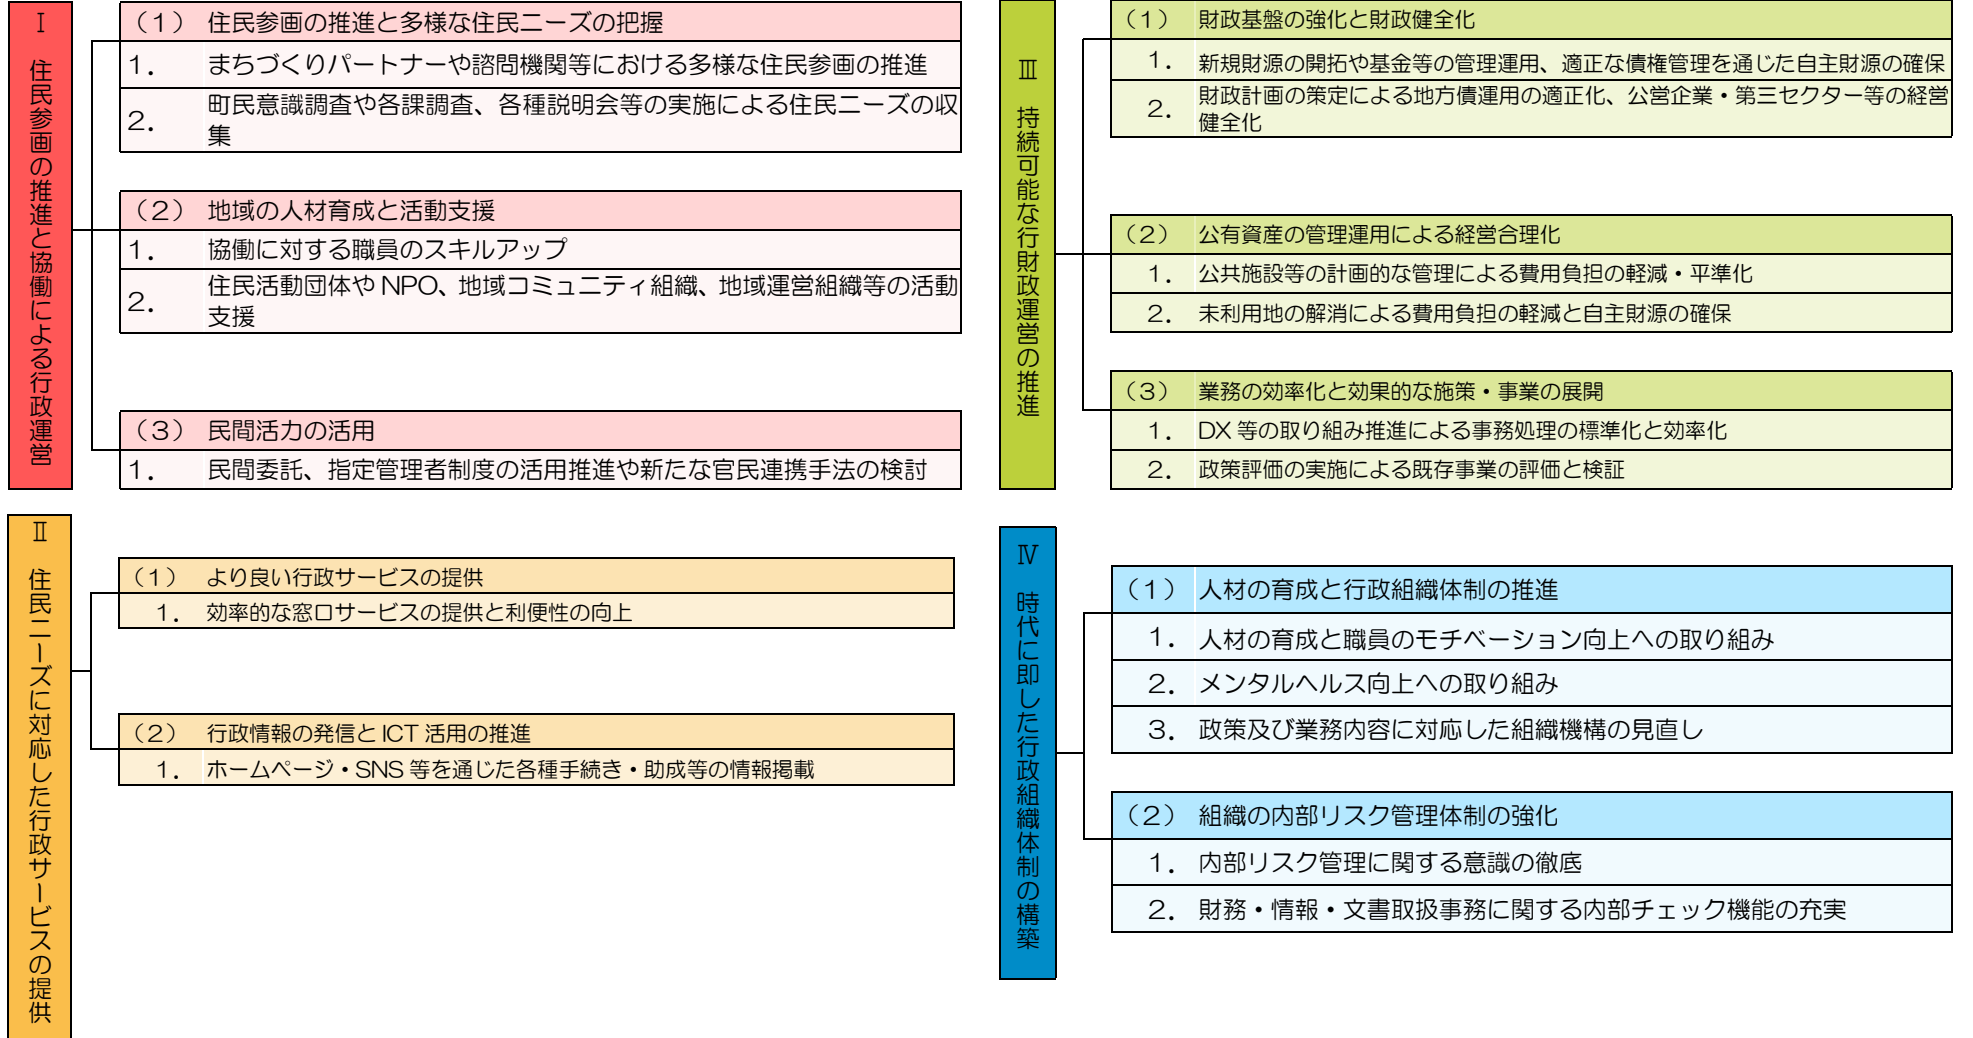 Ⅰ 住民参画の推進と協働による行政運営
（1） 住民参画の推進と多様な住民ニーズの把握
1． まちづくりパートナーや諮問機関等における多様な住民参画の推進
2． 町民意識調査や各課調査、各種説明会等の実施による住民ニーズの収
集
（2） 地域の人材育成と活動支援
1． 協働に対する職員のスキルアップ
2． 住民活動団体や NPO、地域コミュニティ組織、地域運営組織等の活動
支援
（3） 民間活力の活用
1． 民間委託、指定管理者制度の活用推進や新たな官民連携手法の検討
Ⅱ 住民ニーズに対応した行政サービスの提供
（1） より良い行政サービスの提供
1． 効率的な窓口サービスの提供と利便性の向上
（2） 行政情報の発信と ICT 活用の推進
1． ホームページ・SNS 等を通じた各種手続き・助成等の情報掲載
Ⅲ 持続可能な行財政運営の推進
（1） 財政基盤の強化と財政健全化
1． 新規財源の開拓や基金等の管理運用、適正な債権管理を通じた自主財源の確保
2． 財政計画の策定による地方債運用の適正化、公営企業・第三セクター等の経営
健全化
（2） 公有資産の管理運用による経営合理化
1． 公共施設等の計画的な管理による費用負担の軽減・平準化
2． 未利用地の解消による費用負担の軽減と自主財源の確保
（3） 業務の効率化と効果的な施策・事業の展開
1． DX 等の取り組み推進による事務処理の標準化と効率化
2． 政策評価の実施による既存事業の評価と検証
Ⅳ 時代に即した行政組織体制の構築
（1） 人材の育成と行政組織体制の推進
1． 人材の育成と職員のモチベーション向上への取り組み
2． メンタルヘルス向上への取り組み
3． 政策及び業務内容に対応した組織機構の見直し
（2） 組織の内部リスク管理体制の強化
1． 内部リスク管理に関する意識の徹底
2． 財務・情報・文書取扱事務に関する内部チェック機能の充実